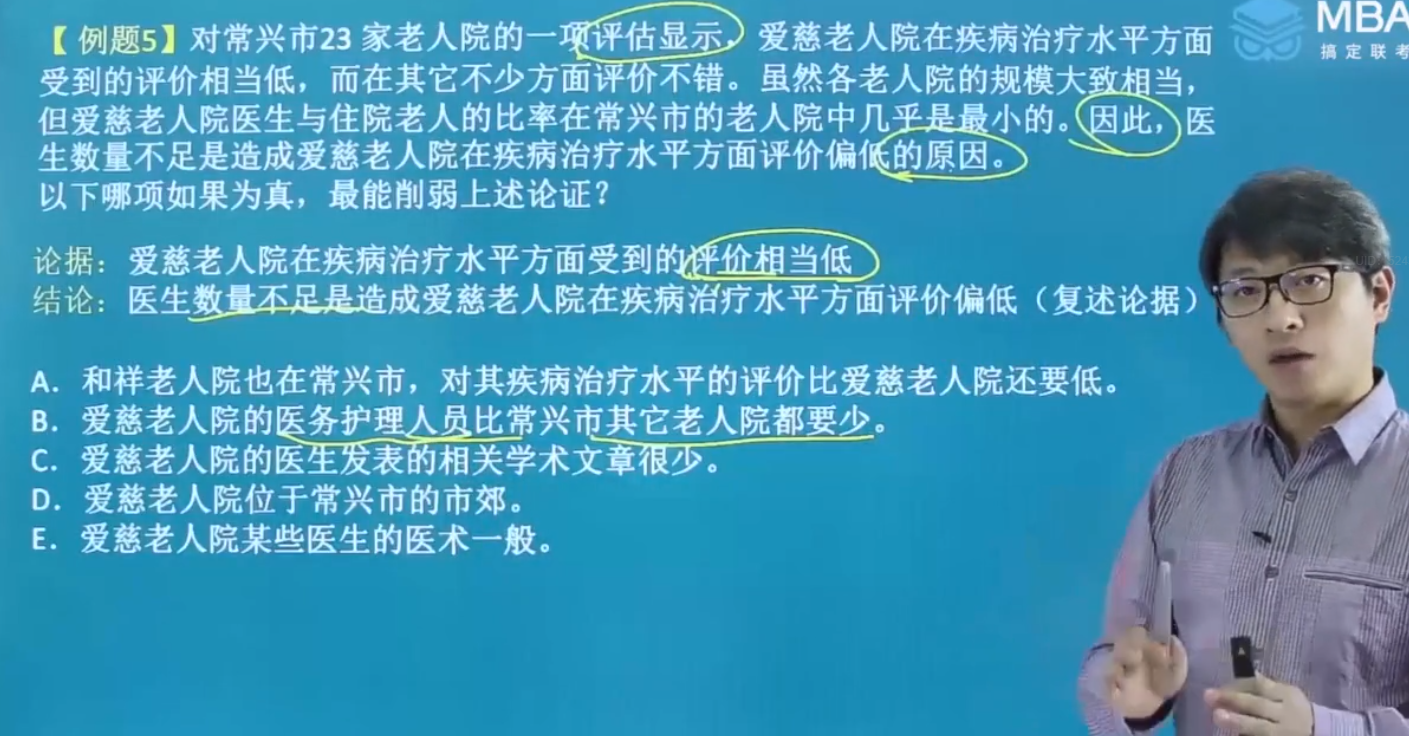 【例题5】对常兴市23 家老人院的一项评估显示，爱慈老人院在疾病治疗水平方面
受到的评价相当低，而在其它不少方面评价不错。虽然各老人院的规模大致相当，
但爱慈老人院医生与住院老人的比率在常兴市的老人院中几乎是最小的。因此，医
生数量不足是造成爱慈老人院在疾病治疗水平方面评价偏低的原因。
以下哪项如果为真，最能削弱上述论证？
论据：爱慈老人院在疾病治疗水平方面受到的评价相当低
结论：医生数量不足是造成爱慈老人院在疾病治疗水平方面评价偏低（复述论据）
A. 和祥老人院也在常兴市，对其疾病治疗水平的评价比爱慈老人院还要低。
B. 爱慈老人院的医务护理人员比常兴市其它老人院都要少。
C. 爱慈老人院的医生发表的相关学术文章很少。
D. 爱慈老人院位于常兴市的市郊。
E. 爱慈老人院某些医生的医术一般。
MBA
搞定联考